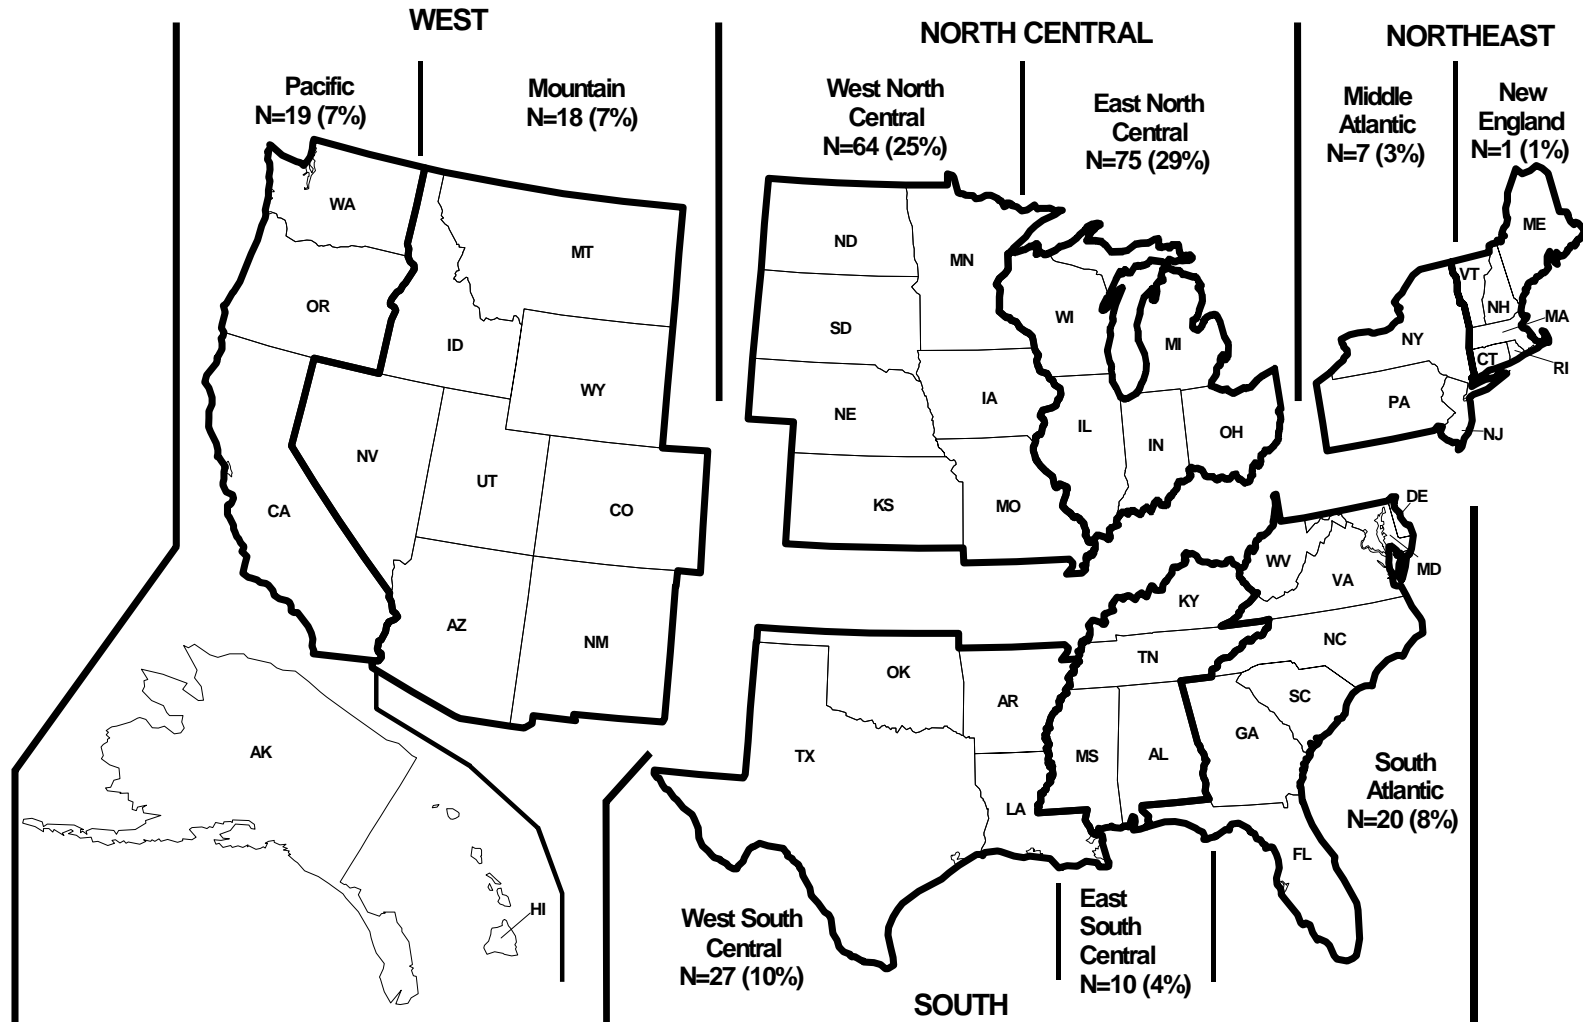 WEST
NORTH CENTRAL
NORTHEAST
Pacific
N=19 (7%)
Mountain
N=18 (7%)
West North
Central
N=64 (25%)
East North
Central
N=75 (29%)
Middle
Atlantic
N=7 (3%)
New
England
N=1 (1%)
WA
OR
CA
MT
ID
WY
NV
UT
CO
AZ
NM
AK
HI
ND
MN
SD
NE
IA
KS
MO
WI
MI
IL
IN
OH
ME
VT
NH
MA
NY
CT
RI
PA
NJ
DE
MD
WV
VA
KY
NC
TN
SC
GA
FL
OK
AR
TX
LA
MS
AL
South
Atlantic
N=20 (8%)
West South
Central
N=27 (10%)
East
South
Central
N=10 (4%)
SOUTH